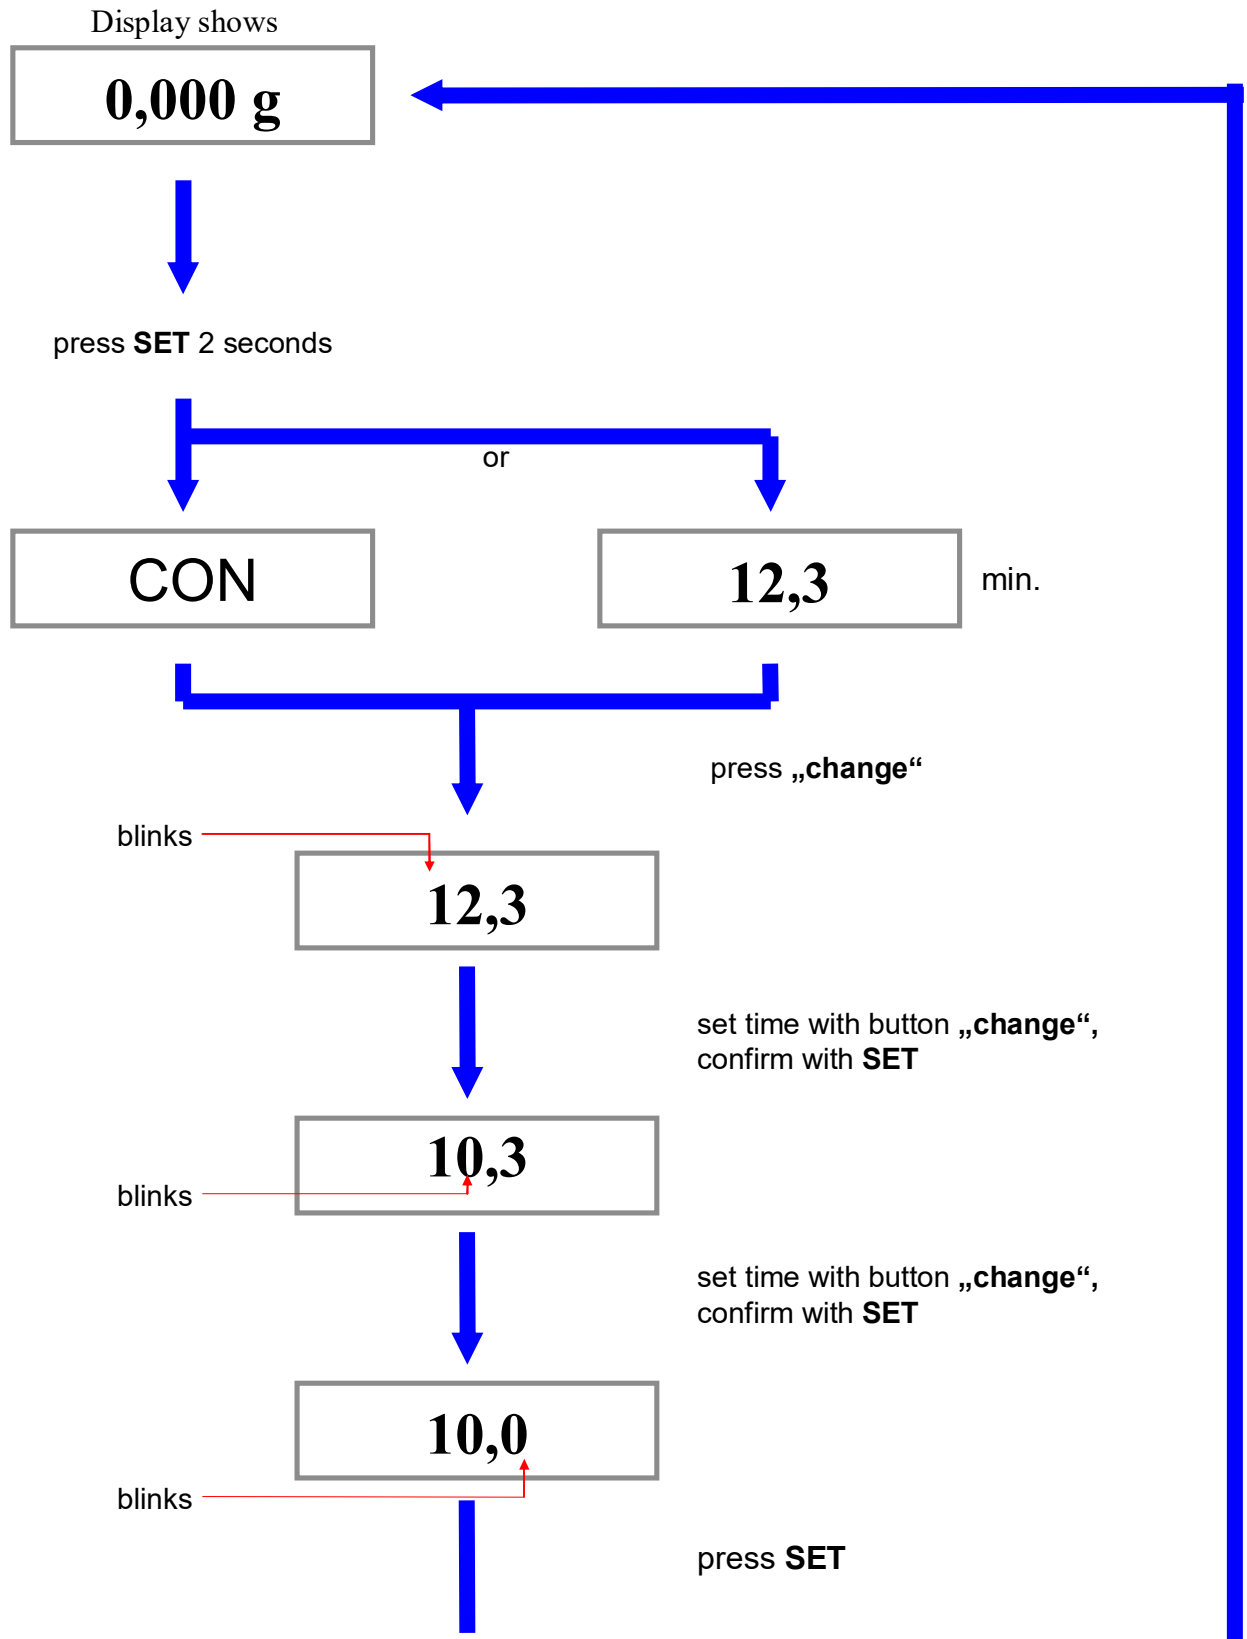 Display shows
0,000 g
press SET 2 seconds
or
CON
12,3
min.
press „change“
blinks
12,3
set time with button „change“,
confirm with SET
10,3
blinks
set time with button „change“,
confirm with SET
10,0
blinks
press SET